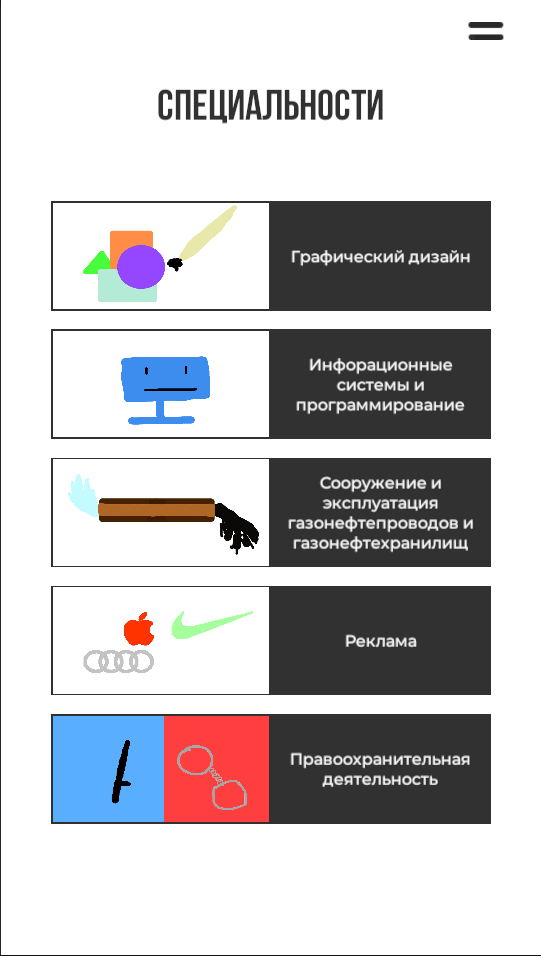 СПЕЦИАЛЬНОСТИ
Графический дизайн
Инфорационные
системы и
программирование
Сооружение и
эксплуатация
газонефтепроводов и
газонефтехранилищ
Реклама
Правоохранительная
деятельность